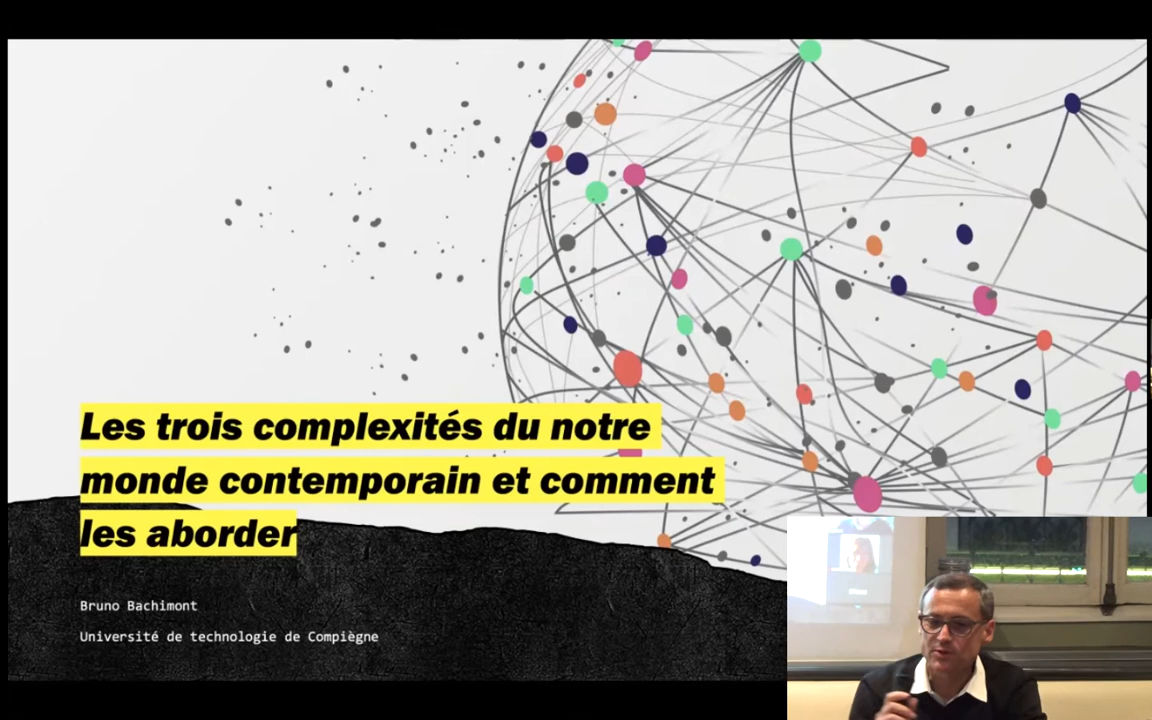 Les trois complexités du notre
monde contemporain et comment
les aborder
Bruno Bachimont
Université de technologie de Compiègne